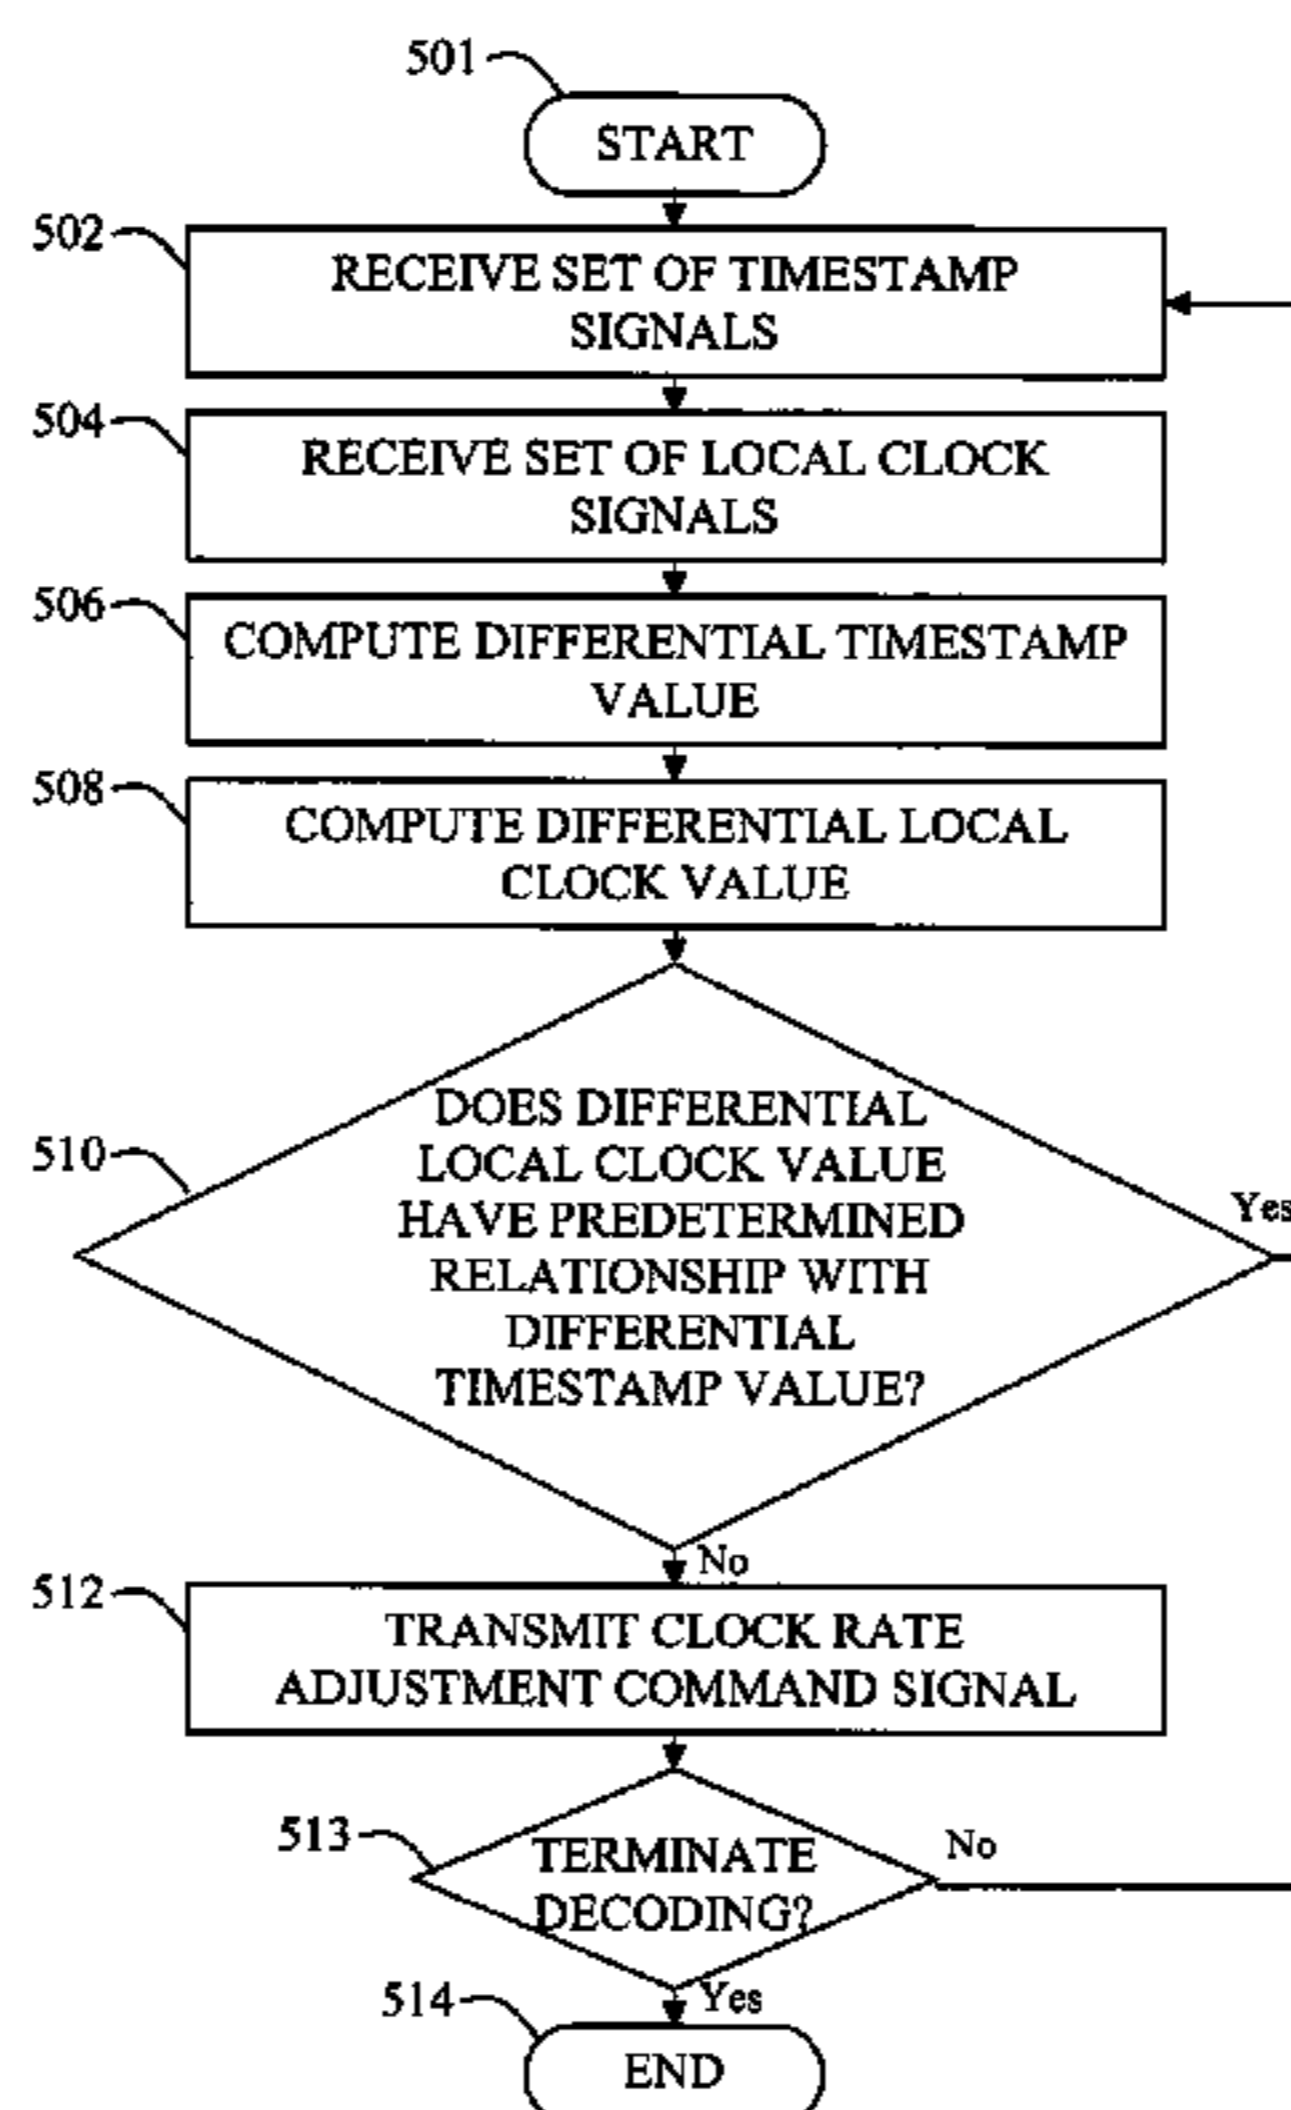 501
START
502
RECEIVE SET OF TIMESTAMP
SIGNALS
504
RECEIVE SET OF LOCAL CLOCK
SIGNALS
506
COMPUTE DIFFERENTIAL TIMESTAMP
VALUE
508
COMPUTE DIFFERENTIAL LOCAL
CLOCK VALUE
510
DOES DIFFERENTIAL
LOCAL CLOCK VALUE
HAVE PREDETERMINED
RELATIONSHIP WITH
DIFFERENTIAL
TIMESTAMP VALUE?
Yes
No
512
TRANSMIT CLOCK RATE
ADJUSTMENT COMMAND SIGNAL
513
TERMINATE
DECODING?
No
Yes
514
END